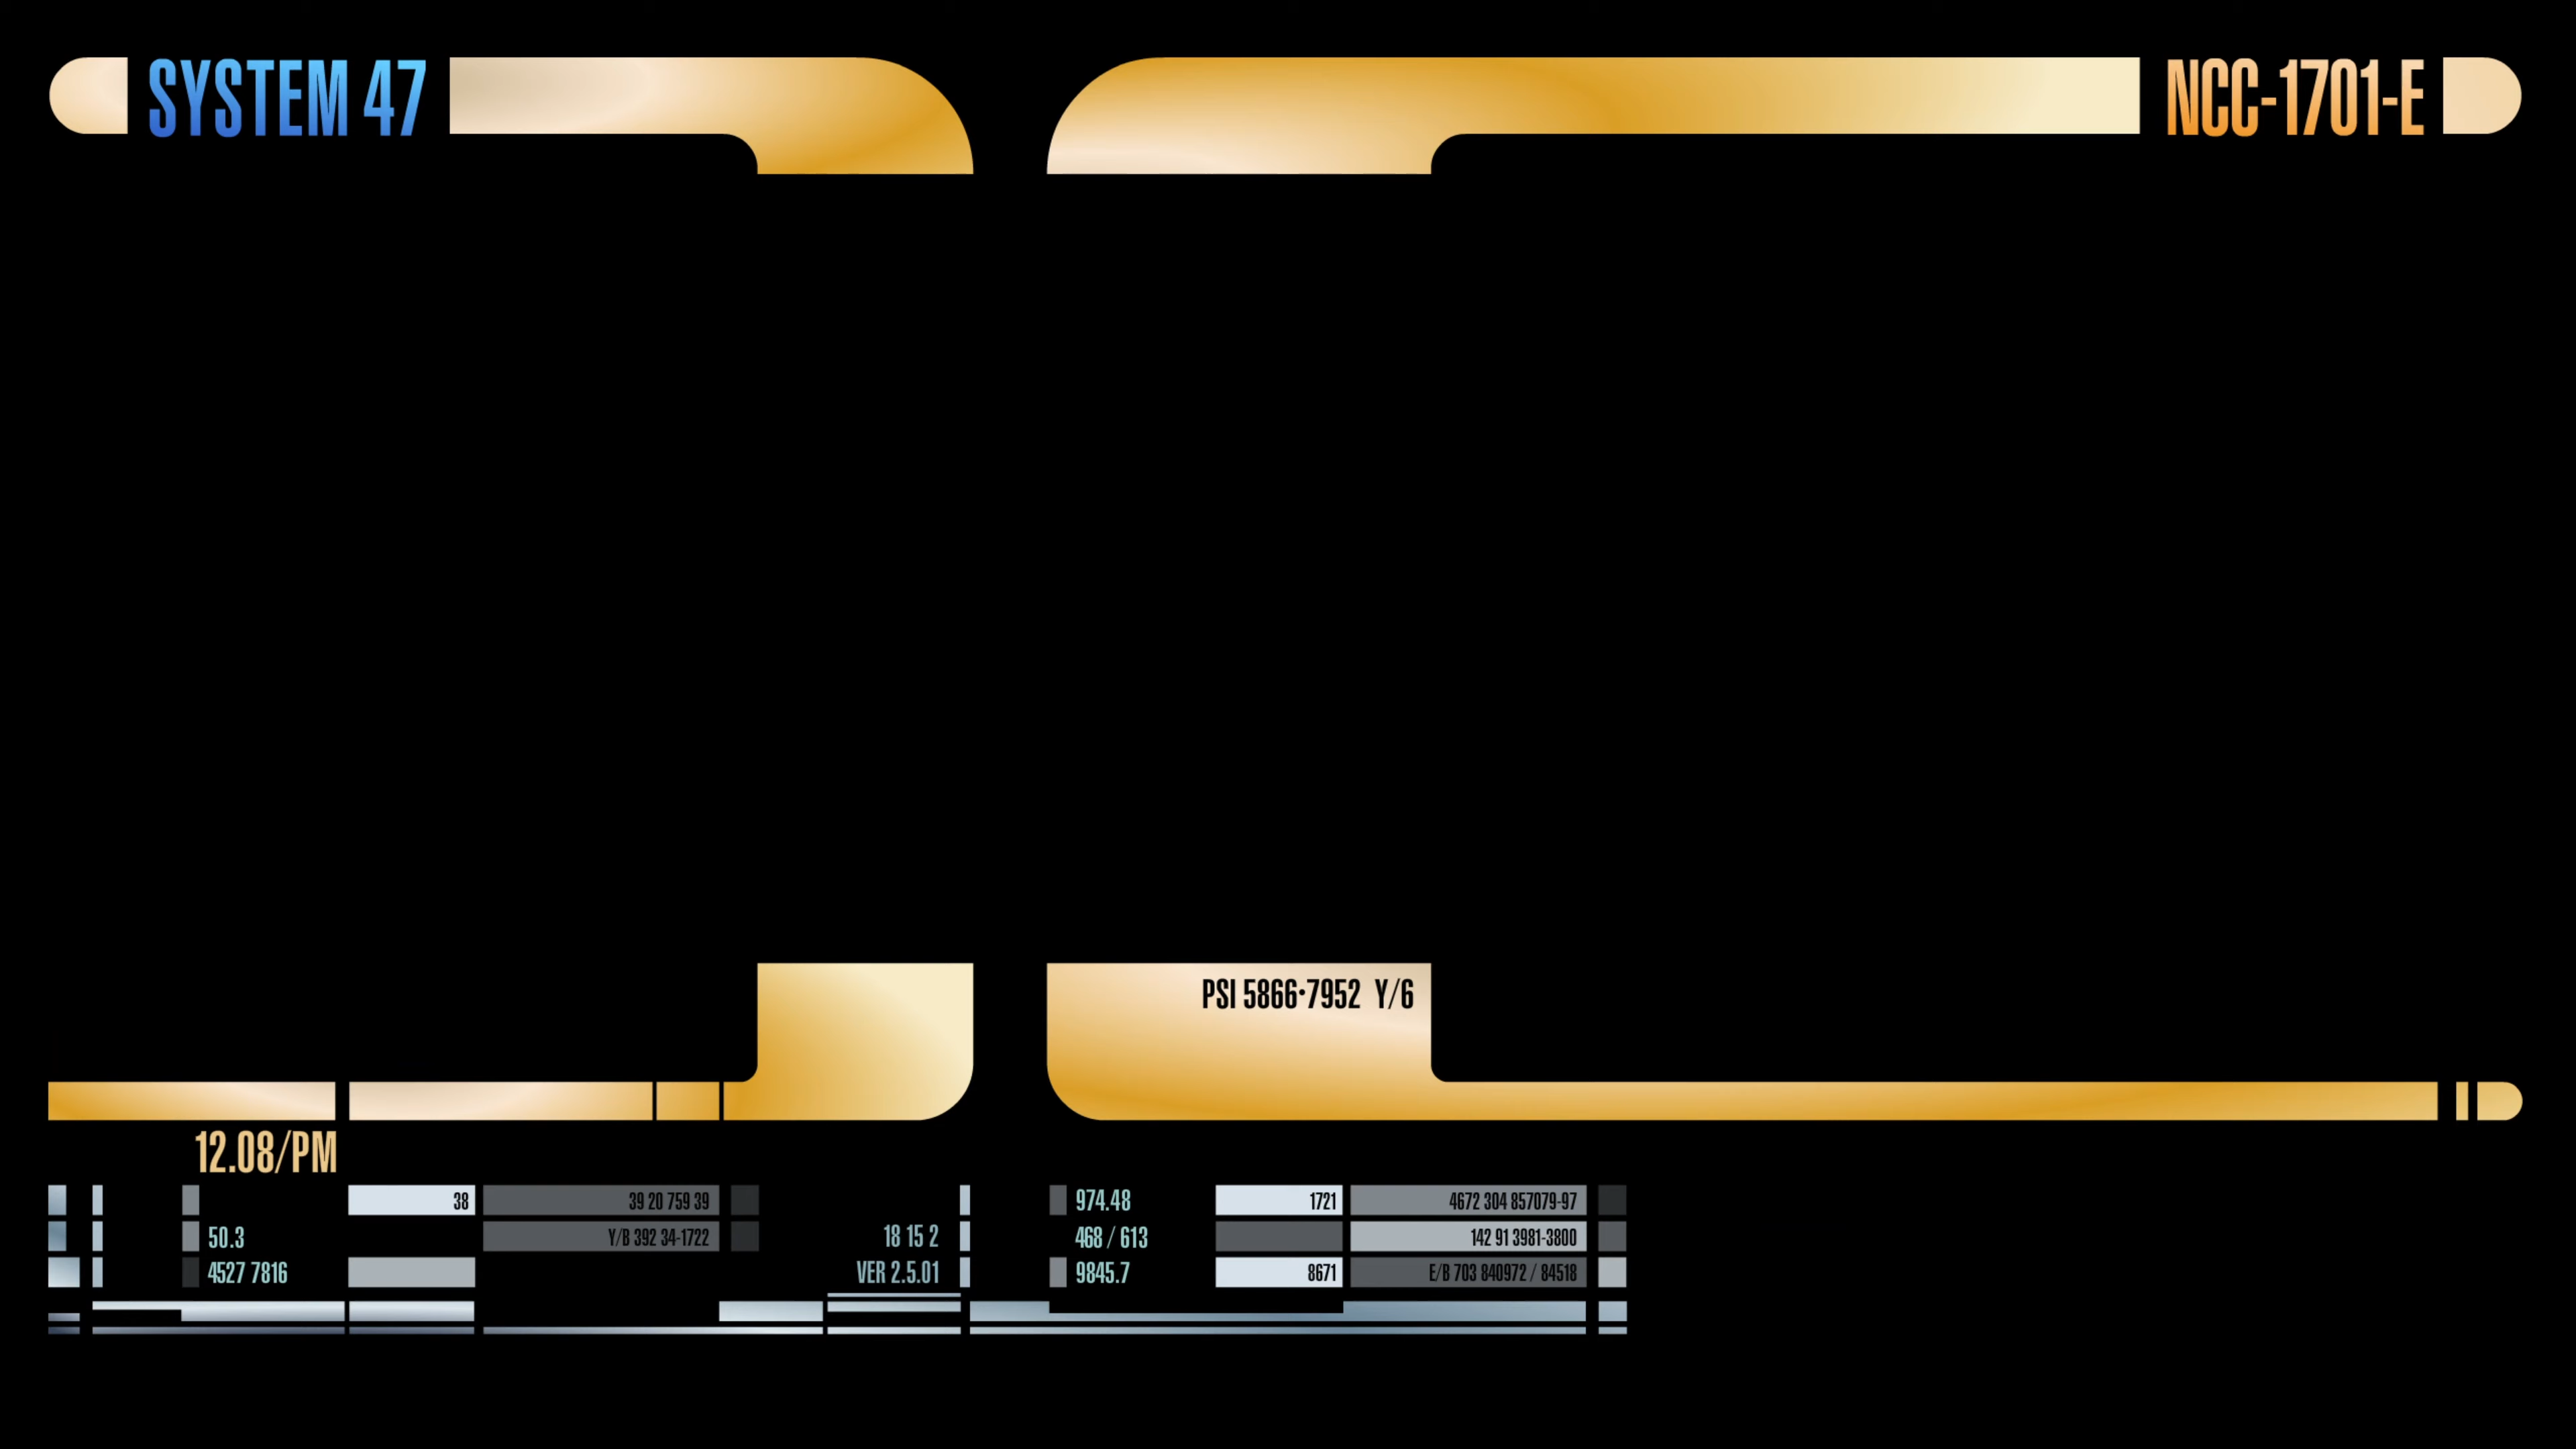 SYSTEM 47
NCC-1701-E
PSI 5866·7952 Y/6
12.08/PM
38
39 20 759 39
50.3
Y/B 392 34-1722
4527 7816
18 15 2
VER 2.5.01
974.48
1721
4672 304 857079-97
468 / 613
142 91 3981-3800
9845.7
8671
E/B 703 840972 / 84518